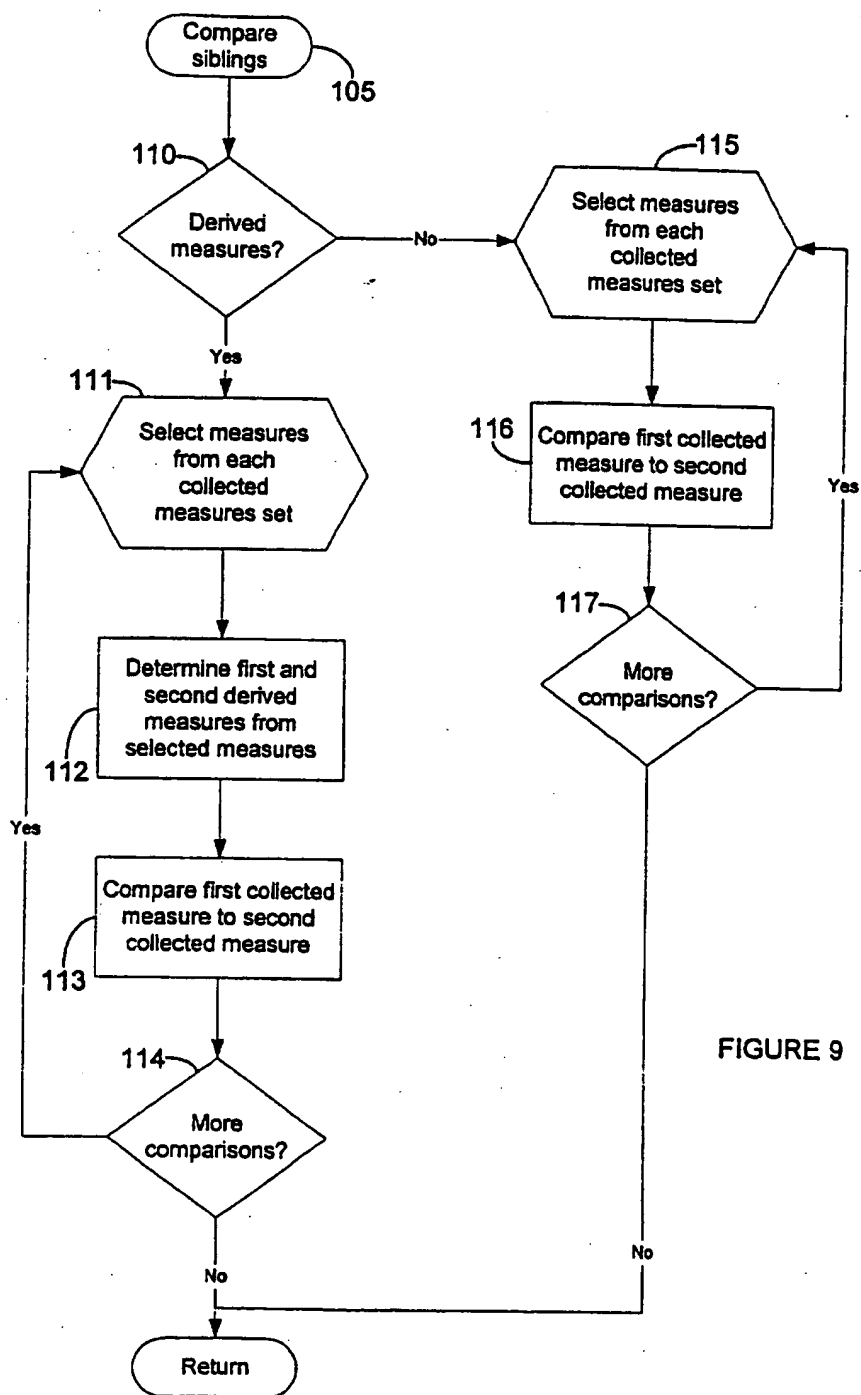 Compare
siblings
105
110
Derived
measures?
No
Yes
115
Select measures
from each
collected
measures set
111
Select measures
from each
collected
measures set
116
Compare first collected
measure to second
collected measure
Yes
117
More
comparisons?
Determine first and
second derived
measures from
selected measures
112
Yes
Compare first collected
measure to second
collected measure
113
114
More
comparisons?
FIGURE 9
No
No
Return